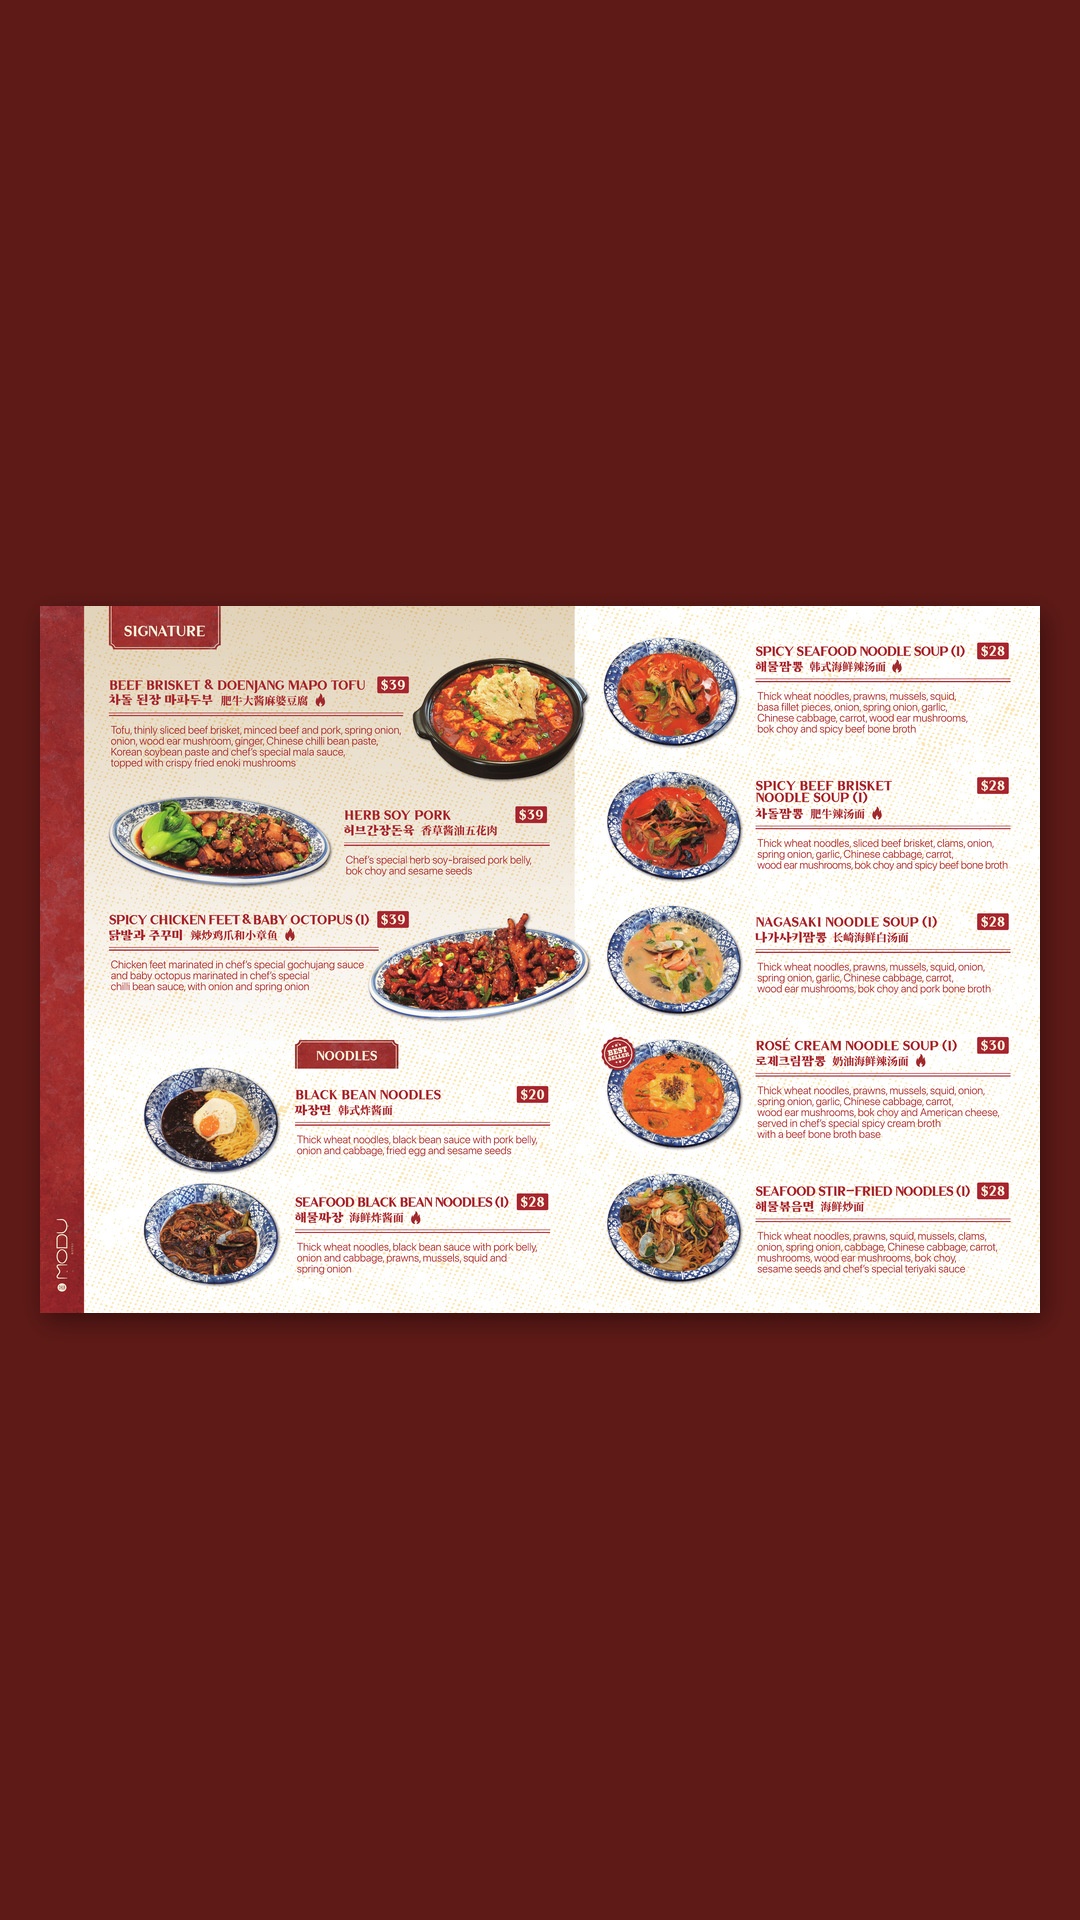 SIGNATURE
BEEF BRISKET & DOENJANG MAPO TOFU $39
차돌 된장 마파두부 肥牛大酱麻婆豆腐
Tofu, thinly sliced beef brisket, minced beef and pork, spring onion,
onion, wood ear mushroom, ginger, Chinese chilli bean paste,
Korean soybean paste and chef's special mala sauce,
topped with crispy fried enoki mushrooms
HERB SOY PORK $39
허브간장돈육 香草酱油五花肉
Chef's special herb soy-braised pork belly,
bok choy and sesame seeds
SPICY CHICKEN FEET & BABY OCTOPUS (I) $39
닭발과 주꾸미 辣炒鸡爪和小章鱼
Chicken feet marinated in chef's special gochujang sauce
and baby octopus marinated in chef's special
chilli bean sauce, with onion and spring onion
NOODLES
BLACK BEAN NOODLES $20
짜장면 韩式炸酱面
Thick wheat noodles, black bean sauce with pork belly,
onion and cabbage, fried egg and sesame seeds
SEAFOOD BLACK BEAN NOODLES (I) $28
해물짜장 海鲜炸酱面
Thick wheat noodles, black bean sauce with pork belly,
onion and cabbage, prawns, mussels, squid and
spring onion
MODU
SPICY SEAFOOD NOODLE SOUP (I) $28
해물짬뽕 韩式海鲜辣汤面
Thick wheat noodles, prawns, mussels, squid,
basa fillet pieces, onion, spring onion, garlic,
Chinese cabbage, carrot, wood ear mushrooms,
bok choy and spicy beef bone broth
SPICY BEEF BRISKET $28
NOODLE SOUP (I)
차돌짬뽕 肥牛辣汤面
Thick wheat noodles, sliced beef brisket, clams, onion,
spring onion, garlic, Chinese cabbage, carrot,
wood ear mushrooms, bok choy and spicy beef bone broth
NAGASAKI NOODLE SOUP (I) $28
나가사키짬뽕 长崎海鲜白汤面
Thick wheat noodles, prawns, mussels, squid, onion,
spring onion, garlic, Chinese cabbage, carrot,
wood ear mushrooms, bok choy and pork bone broth
BEST
SELLER
ROSÉ CREAM NOODLE SOUP (I) $30
로제크림짬뽕 奶油海鲜辣汤面
Thick wheat noodles, prawns, mussels, squid, onion,
spring onion, garlic, Chinese cabbage, carrot,
wood ear mushrooms, bok choy and American cheese,
served in chef's special spicy cream broth
with a beef bone broth base
SEAFOOD STIR-FRIED NOODLES (I) $28
해물볶음면 海鲜炒面
Thick wheat noodles, prawns, squid, mussels, clams,
onion, spring onion, cabbage, Chinese cabbage, carrot,
mushrooms, wood ear mushrooms, bok choy,
sesame seeds and chef's special teriyaki sauce